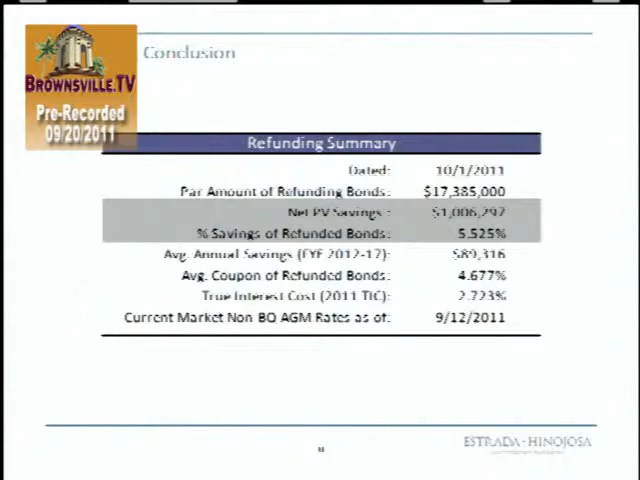 Conclusion
BROWNSVILLE.TV
Pre-Recorded
09/20/2011
Refunding Summary
Dated: 10/1/2011
Par Amount of Refunding Bonds: $17,385,000
Net PV Savings : $1,006,297
% Savings of Refunded Bonds: 5.525%
Avg. Annual Savings (FYE 2012-17): $89,316
Avg. Coupon of Refunded Bonds: 4.677%
True Interest Cost (2011 TIC): 2.723%
Current Market Non BQ AGM Rates as of: 9/12/2011
ESTRADA • HINOJOSA